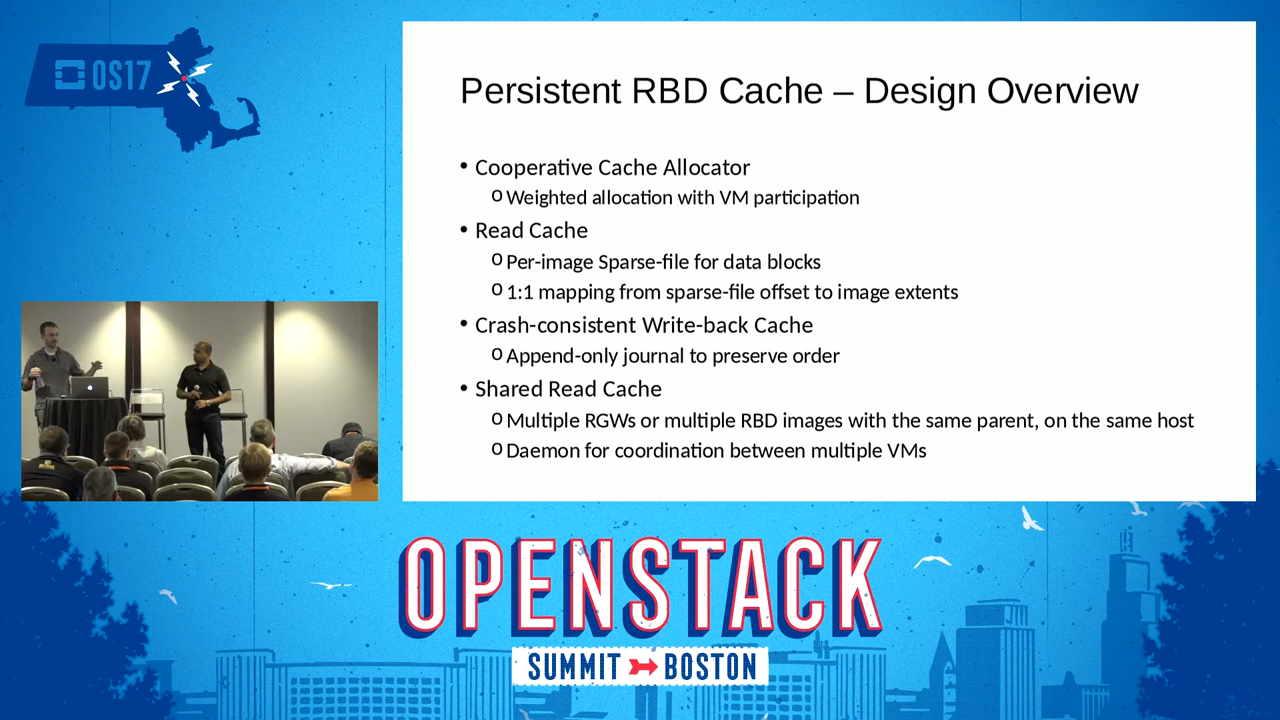 OS17
Persistent RBD Cache – Design Overview
• Cooperative Cache Allocator
o Weighted allocation with VM participation
• Read Cache
o Per-image Sparse-file for data blocks
o 1:1 mapping from sparse-file offset to image extents
• Crash-consistent Write-back Cache
o Append-only journal to preserve order
• Shared Read Cache
o Multiple RGWs or multiple RBD images with the same parent, on the same host
o Daemon for coordination between multiple VMs
OPENSTACK
SUMMIT BOSTON